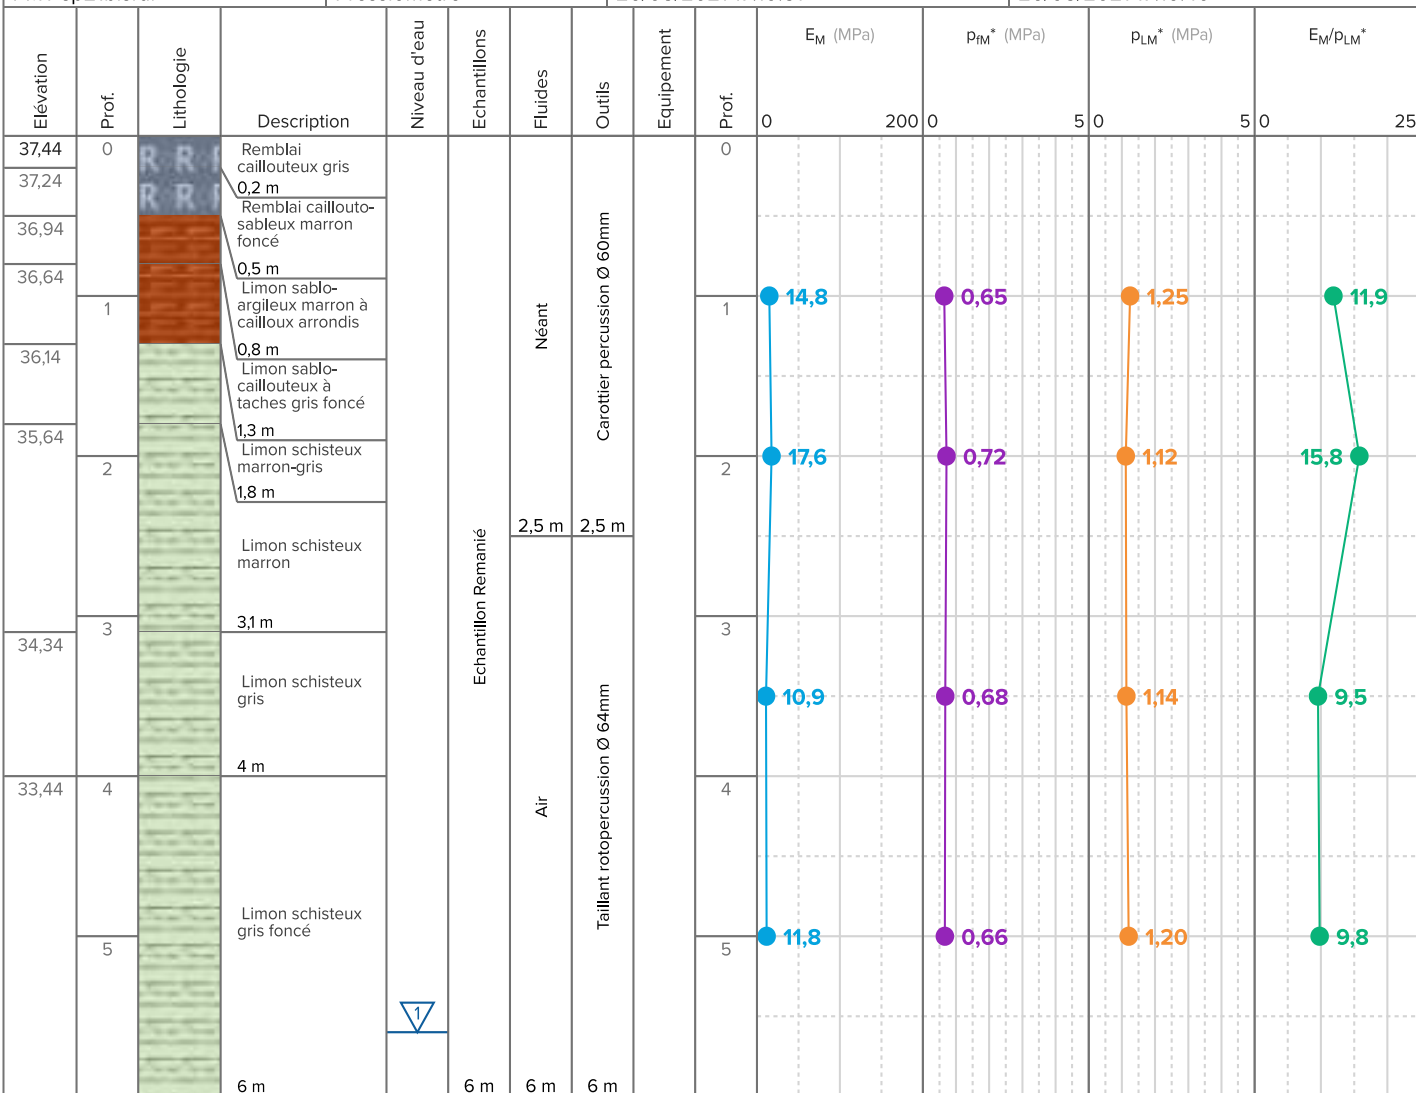 Elévation
Prof.
Lithologie
Description
Niveau d'eau
Echantillons
Fluides
Outils
Equipement
Prof.
E_M (MPa)
p_fM* (MPa)
p_LM* (MPa)
E_M/p_LM*
0 200
0 5
0 5
0 25
37,44
37,24
36,94
36,64
36,14
35,64
34,34
33,44
0
1
2
3
4
5
R R R
R R R
Remblai
caillouteux gris
0,2 m
Remblai caillouto-
sableux marron
foncé
0,5 m
Limon sablo-
argileux marron à
cailloux arrondis
0,8 m
Limon sablo-
caillouteux à
taches gris foncé
1,3 m
Limon schisteux
marron-gris
1,8 m
Limon schisteux
marron
3,1 m
Limon schisteux
gris
4 m
Limon schisteux
gris foncé
6 m
1
Echantillon Remanié
6 m
Néant
2,5 m
Air
6 m
Carottier percussion Ø 60mm
2,5 m
Taillant rotopercussion Ø 64mm
6 m
0
1
2
3
4
5
14,8
17,6
10,9
11,8
0,65
0,72
0,68
0,66
1,25
1,12
1,14
1,20
11,9
15,8
9,5
9,8